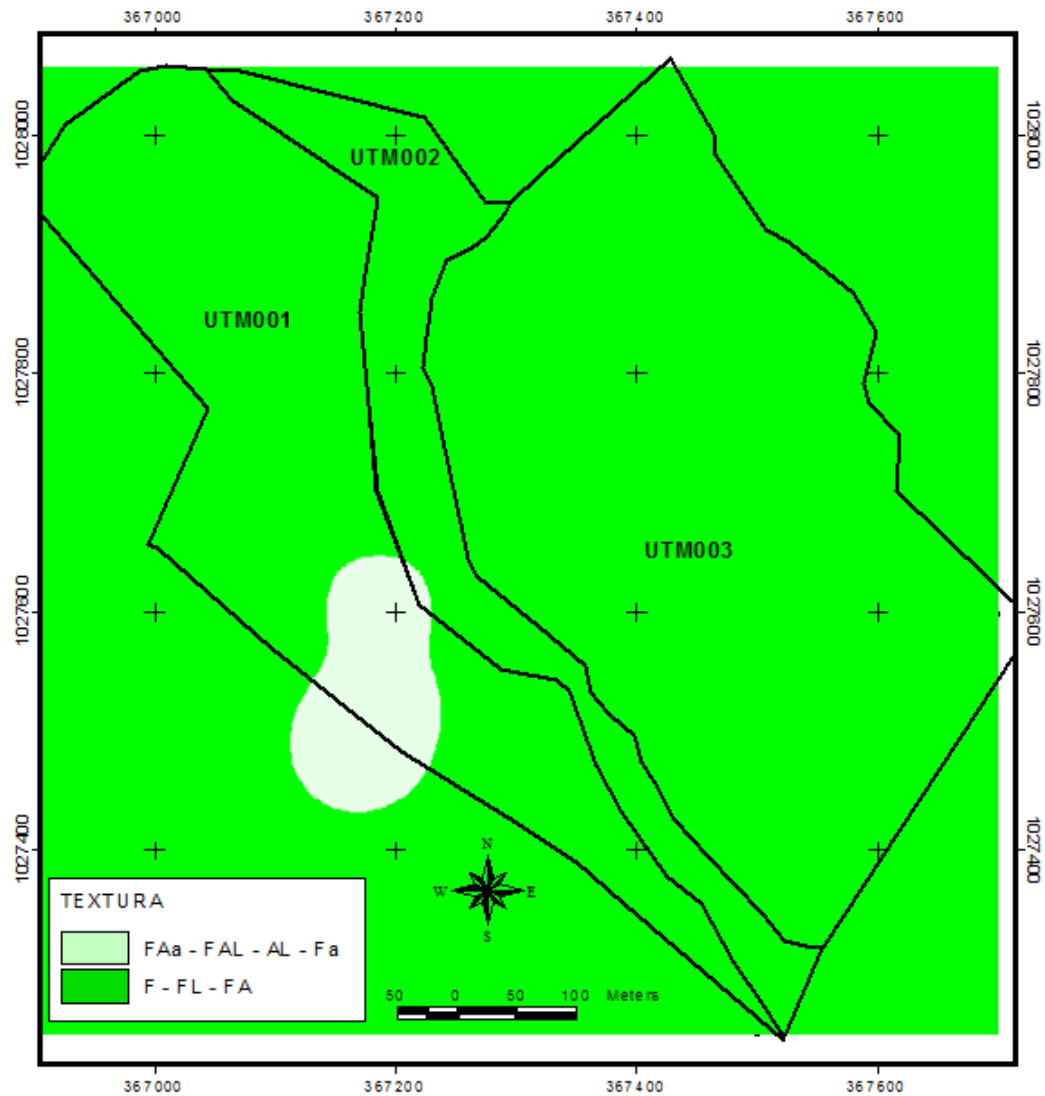 367000 367200 367400 367600
1028000 1028000
UTM002
UTM001
1027800 1027800
UTM003
1027600 1027600
1027400 1027400
N
W E
S
TEXTURA
FAa - FAL - AL - Fa
F - FL - FA
50 0 50 100 Meters
367000 367200 367400 367600